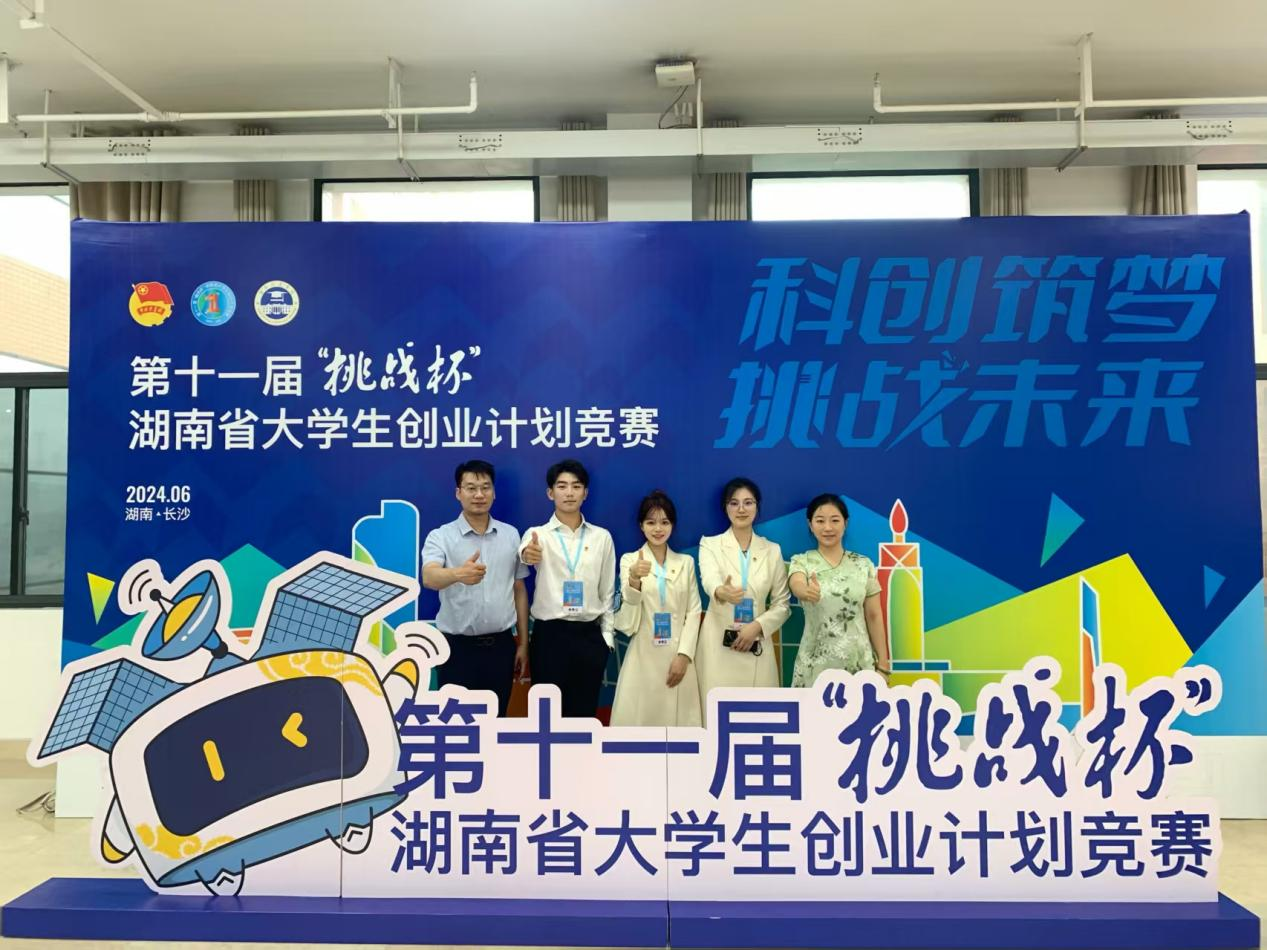 科创筑梦
挑战未来
第十一届“挑战杯”
湖南省大学生创业计划竞赛
2024.06
湖南·长沙
第十一届“挑战杯”
湖南省大学生创业计划竞赛